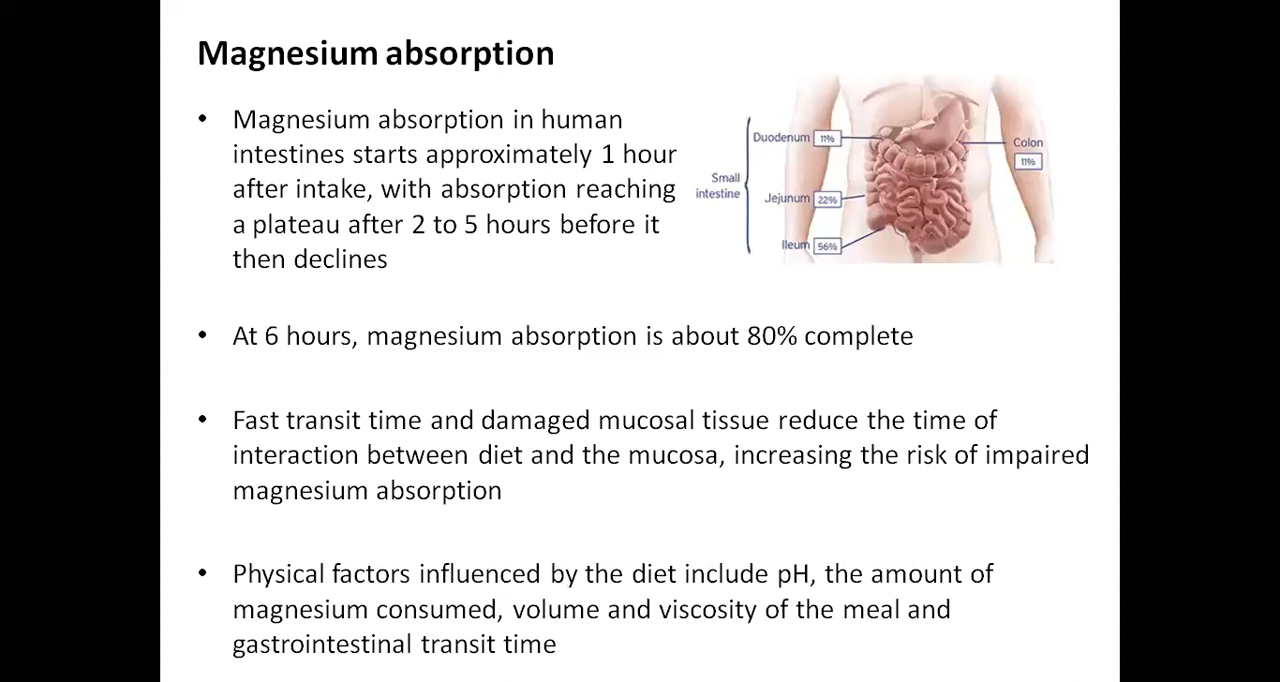 Magnesium absorption
• Magnesium absorption in human
intestines starts approximately 1 hour
after intake, with absorption reaching
a plateau after 2 to 5 hours before it
then declines
Small
intestine
Duodenum 11%
Jejunum 22%
Ileum 56%
Colon
11%
• At 6 hours, magnesium absorption is about 80% complete
• Fast transit time and damaged mucosal tissue reduce the time of
interaction between diet and the mucosa, increasing the risk of impaired
magnesium absorption
• Physical factors influenced by the diet include pH, the amount of
magnesium consumed, volume and viscosity of the meal and
gastrointestinal transit time